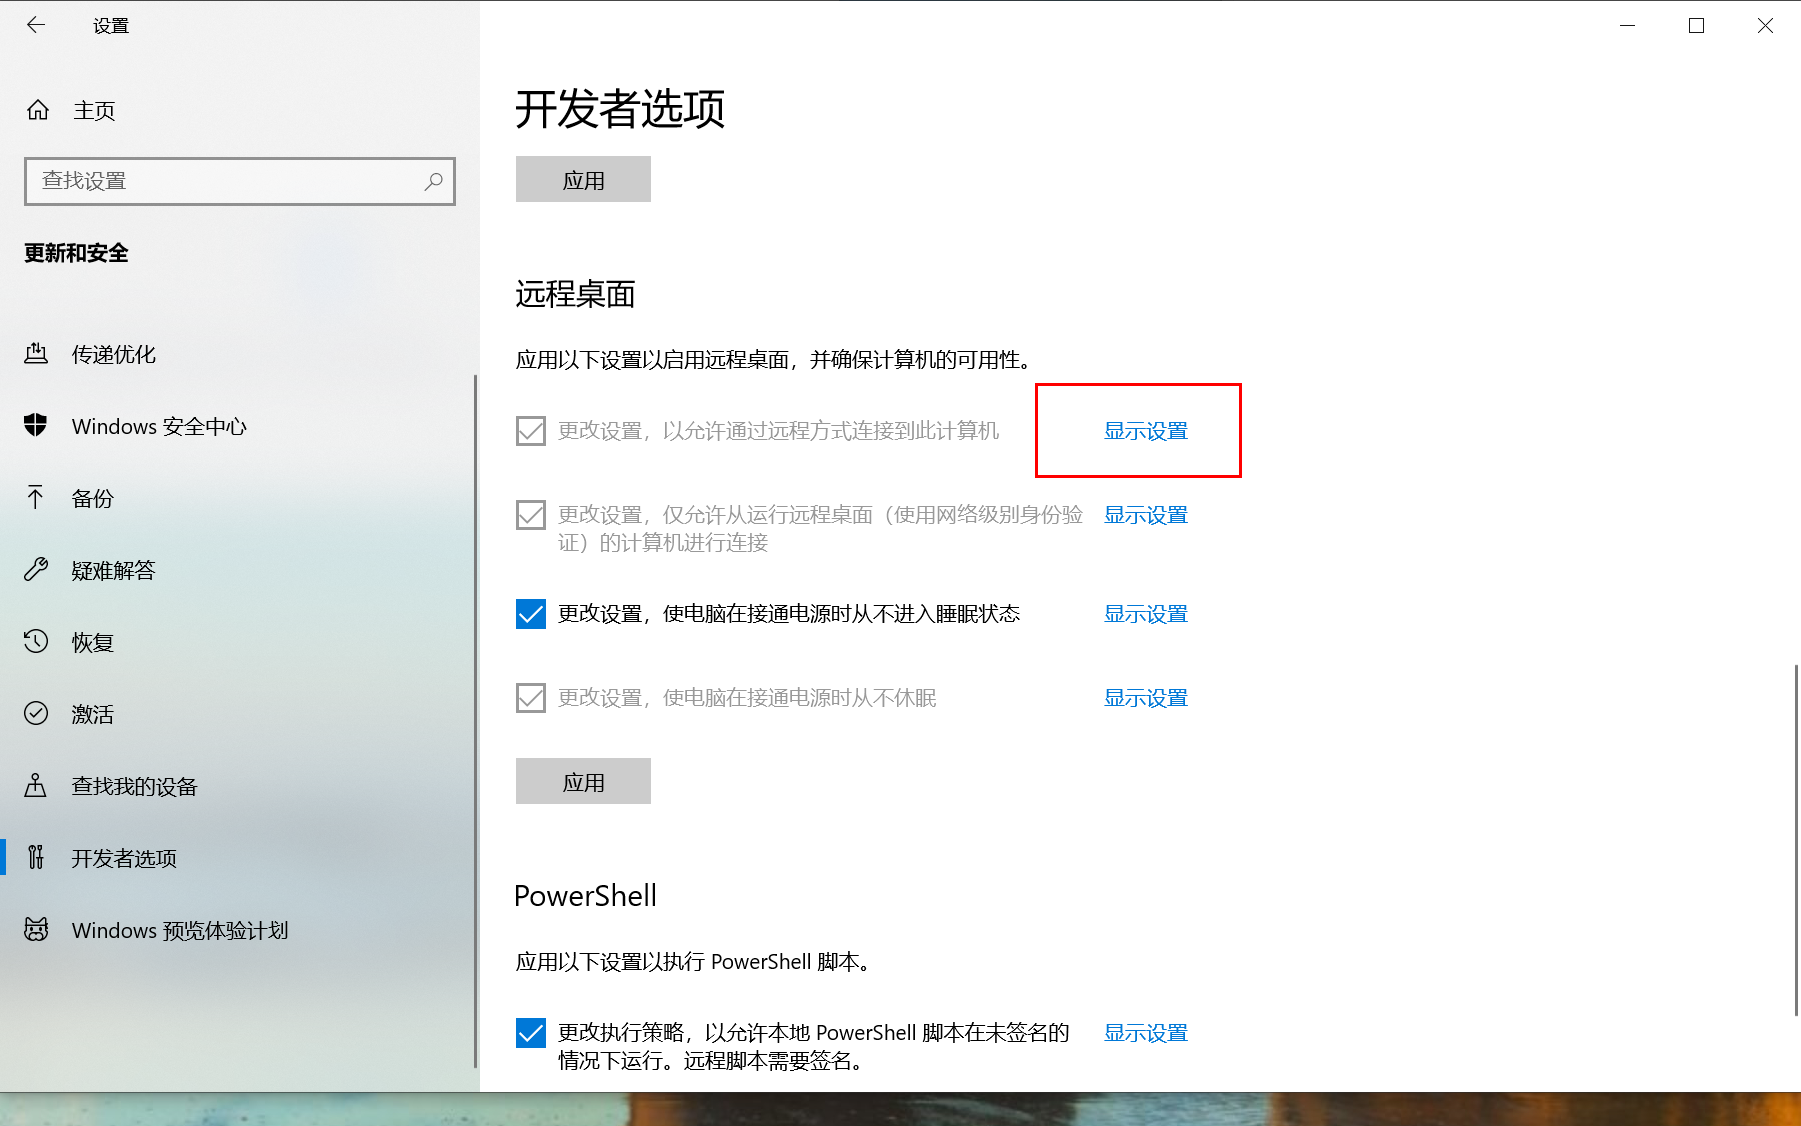 设置
主页
查找设置
更新和安全
传递优化
Windows 安全中心
备份
疑难解答
恢复
激活
查找我的设备
开发者选项
Windows 预览体验计划
开发者选项
应用
远程桌面
应用以下设置以启用远程桌面，并确保计算机的可用性。
更改设置，以允许通过远程方式连接到此计算机
显示设置
更改设置，仅允许从运行远程桌面（使用网络级别身份验
证）的计算机进行连接
显示设置
更改设置，使电脑在接通电源时从不进入睡眠状态
显示设置
更改设置，使电脑在接通电源时从不休眠
显示设置
应用
PowerShell
应用以下设置以执行 PowerShell 脚本。
更改执行策略，以允许本地 PowerShell 脚本在未签名的
情况下运行。远程脚本需要签名。
显示设置